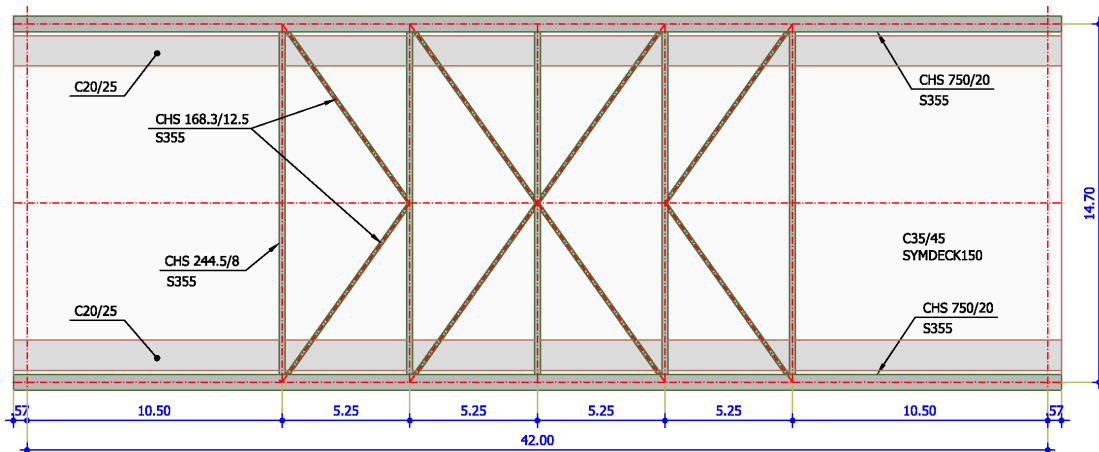 C20/25
CHS 750/20
S355
CHS 168.3/12.5
S355
14.70
C35/45
SYMDECK150
CHS 244.5/8
S355
C20/25
CHS 750/20
S355
.57
10.50
5.25
5.25
5.25
5.25
10.50
.57
42.00